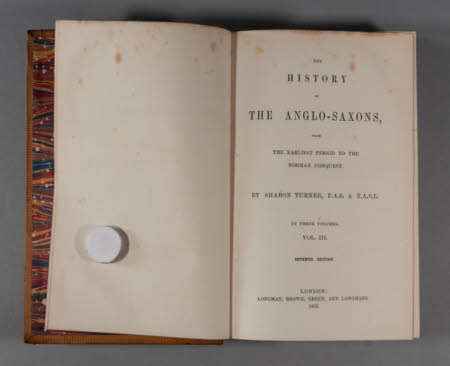 THE
HISTORY
OF
THE ANGLO-SAXONS,
FROM
THE EARLIEST PERIOD TO THE
NORMAN CONQUEST.
BY SHARON TURNER, F.A.S. & R.A.S.L.
IN THREE VOLUMES.
VOL. III.
SEVENTH EDITION.
LONDON:
LONGMAN, BROWN, GREEN, AND LONGMANS
1852.